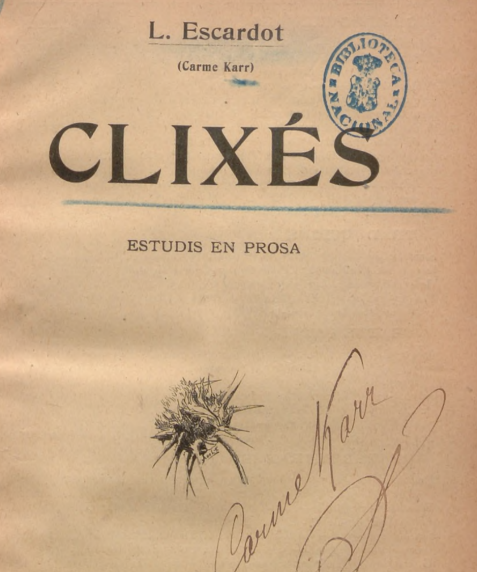 L. Escardot
(Carme Karr)
BIBLIOTECA NACIONAL
CLIXÉS
ESTUDIS EN PROSA
Carme Karr